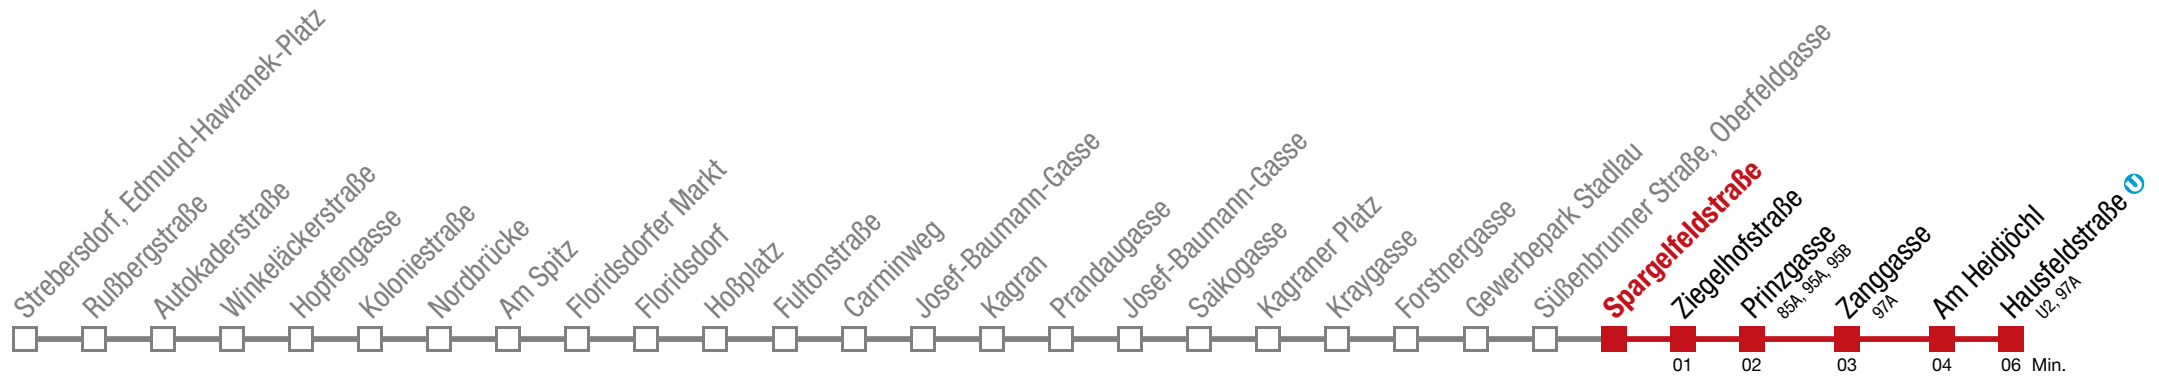 Strebersdorf, Edmund-Hawranek-Platz
Rußbergstraße
Autokaderstraße
Winkeläckerstraße
Hopfengasse
Koloniestraße
Nordbrücke
Am Spitz
Floridsdorfer Markt
Floridsdorf
Hoßplatz
Fultonstraße
Carminweg
Josef-Baumann-Gasse
Kagran
Prandaugasse
Josef-Baumann-Gasse
Saikogasse
Kagraner Platz
Kraygasse
Forstnergasse
Gewerbepark Stadlau
Süßenbrunner Straße, Oberfeldgasse
Spargelfeldstraße
Ziegelhofstraße
Prinzgasse
85A, 95A, 95B
Zanggasse
97A
Am Heidjöchl
Hausfeldstraße U
U2, 97A
01 02 03 04 06 Min.